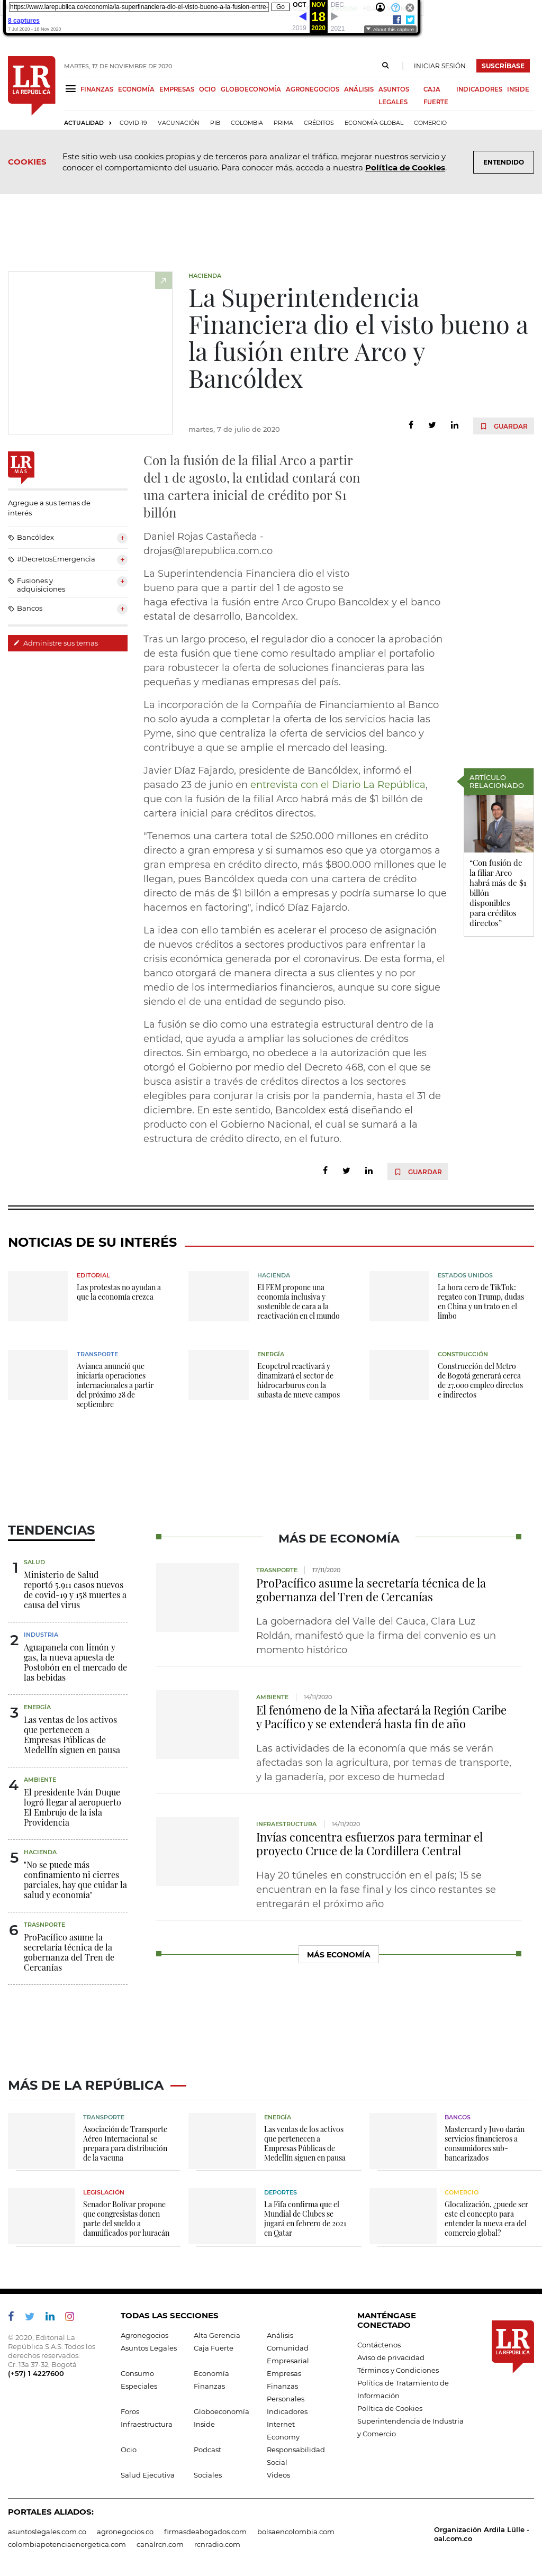 https://www.larepublica.co/economia/la-superfinanciera-dio-el-visto-bueno-a-la-fusion-entre-
Go
OCT NOV DEC
8 captures
18
7 Jul 2020 - 18 Nov 2020
2019 2020 2021
About this capture
LR
LA REPÚBLICA
MARTES, 17 DE NOVIEMBRE DE 2020
INICIAR SESIÓN
SUSCRÍBASE
FINANZAS ECONOMÍA EMPRESAS OCIO GLOBOECONOMÍA AGRONEGOCIOS ANÁLISIS ASUNTOS LEGALES CAJA FUERTE INDICADORES INSIDE
ACTUALIDAD COVID-19 VACUNACIÓN PIB COLOMBIA PRIMA CRÉDITOS ECONOMÍA GLOBAL COMERCIO
COOKIES
Este sitio web usa cookies propias y de terceros para analizar el tráfico, mejorar nuestros servicio y
conocer el comportamiento del usuario. Para conocer más, acceda a nuestra Política de Cookies.
ENTENDIDO
HACIENDA
La Superintendencia
Financiera dio el visto bueno a
la fusión entre Arco y
Bancóldex
martes, 7 de julio de 2020
GUARDAR
LR
MÁS
Agregue a sus temas de
interés
Bancóldex
#DecretosEmergencia
Fusiones y
adquisiciones
Bancos
Administre sus temas
Con la fusión de la filial Arco a partir
del 1 de agosto, la entidad contará con
una cartera inicial de crédito por $1
billón
Daniel Rojas Castañeda -
drojas@larepublica.com.co
La Superintendencia Financiera dio el visto
bueno para que a partir del 1 de agosto se
haga efectiva la fusión entre Arco Grupo Bancoldex y el banco
estatal de desarrollo, Bancoldex.
Tras un largo proceso, el regulador dio a conocer la aprobación
de esta fusión que tiene como resultado ampliar el portafolio
para robustecer la oferta de soluciones financieras para las
pequeñas y medianas empresas del país.
La incorporación de la Compañía de Financiamiento al Banco
no solo va a ayudar a la ampliación de los servicios hacia las
Pyme, sino que complementa la oferta del servicio de banco y
contribuye a que se amplíe el mercado de leasing.
Javier Díaz Fajardo, presidente de Bancóldex, informó el
pasado 23 de junio en entrevista con el Diario La República,
que con la fusión de la filial Arco habrá más de $1 billón de
cartera inicial para créditos directos.
"Tenemos una cartera total de $250.000 millones en crédito
directo a gran empresa y si sumamos eso que ya otorgamos a
gran empresa en crédito directo, más $800.000 millones que le
llegan, pues Bancóldex queda con una cartera de crédito
directo de más de $1 billón a empresas y podría sumarse lo que
hacemos en factoring", indicó Díaz Fajardo.
La idea con ello también es acelerar el proceso de asignación
de nuevos créditos a sectores productivos para enfrentar la
crisis económica generada por el coronavirus. De esta forma, el
banco otorgará de manera directa a sus clientes y no por
medio de los intermediarios financieros, aunque su core sigue
siendo el de una entidad de segundo piso.
La fusión se dio como una estrategia estructural dentro de la
entidad, que ayuda a ampliar las soluciones de créditos
directos. Sin embargo, no obedece a la autorización que les dio
el Gobierno por medio del Decreto 468, con el que se
busca asistir a través de créditos directos a los empresarios
elegibles para conjurar la crisis por la pandemia, hasta el 31 de
diciembre. En este sentido, Bancoldex está diseñando el
producto con el Gobierno Nacional, el cual se sumará a la
estructura de crédito directo, en el futuro.
ARTÍCULO
RELACIONADO
“Con fusión de
la filiar Arco
habrá más de $1
billón
disponibles
para créditos
directos”
GUARDAR
NOTICIAS DE SU INTERÉS
EDITORIAL
Las protestas no ayudan a
que la economía crezca
HACIENDA
El FEM propone una
economía inclusiva y
sostenible de cara a la
reactivación en el mundo
ESTADOS UNIDOS
La hora cero de TikTok:
regateo con Trump, dudas
en China y un trato en el
limbo
TRANSPORTE
Avianca anunció que
iniciaría operaciones
internacionales a partir
del próximo 28 de
septiembre
ENERGÍA
Ecopetrol reactivará y
dinamizará el sector de
hidrocarburos con la
subasta de nueve campos
CONSTRUCCIÓN
Construcción del Metro
de Bogotá generará cerca
de 27.000 empleo directos
e indirectos
TENDENCIAS
1
SALUD
Ministerio de Salud
reportó 5.911 casos nuevos
de covid-19 y 158 muertes a
causa del virus
2
INDUSTRIA
Aguapanela con limón y
gas, la nueva apuesta de
Postobón en el mercado de
las bebidas
3
ENERGÍA
Las ventas de los activos
que pertenecen a
Empresas Públicas de
Medellín siguen en pausa
4
AMBIENTE
El presidente Iván Duque
logró llegar al aeropuerto
El Embrujo de la isla
Providencia
5
HACIENDA
"No se puede más
confinamiento ni cierres
parciales, hay que cuidar la
salud y economía"
6
TRASNPORTE
ProPacífico asume la
secretaría técnica de la
gobernanza del Tren de
Cercanías
MÁS DE ECONOMÍA
TRASNPORTE 17/11/2020
ProPacífico asume la secretaría técnica de la
gobernanza del Tren de Cercanías
La gobernadora del Valle del Cauca, Clara Luz
Roldán, manifestó que la firma del convenio es un
momento histórico
AMBIENTE 14/11/2020
El fenómeno de la Niña afectará la Región Caribe
y Pacífico y se extenderá hasta fin de año
Las actividades de la economía que más se verán
afectadas son la agricultura, por temas de transporte,
y la ganadería, por exceso de humedad
INFRAESTRUCTURA 14/11/2020
Invías concentra esfuerzos para terminar el
proyecto Cruce de la Cordillera Central
Hay 20 túneles en construcción en el país; 15 se
encuentran en la fase final y los cinco restantes se
entregarán el próximo año
MÁS ECONOMÍA
MÁS DE LA REPÚBLICA
TRANSPORTE
Asociación de Transporte
Aéreo Internacional se
prepara para distribución
de la vacuna
ENERGÍA
Las ventas de los activos
que pertenecen a
Empresas Públicas de
Medellín siguen en pausa
BANCOS
Mastercard y Juvo darán
servicios financieros a
consumidores sub-
bancarizados
LEGISLACIÓN
Senador Bolívar propone
que congresistas donen
parte del sueldo a
damnificados por huracán
DEPORTES
La Fifa confirma que el
Mundial de Clubes se
jugará en febrero de 2021
en Qatar
COMERCIO
Glocalización, ¿puede ser
este el concepto para
entender la nueva era del
comercio global?
© 2020, Editorial La
República S.A.S. Todos los
derechos reservados.
Cr. 13a 37-32, Bogotá
(+57) 1 4227600
TODAS LAS SECCIONES
Agronegocios Alta Gerencia Análisis
Asuntos Legales Caja Fuerte Comunidad
Empresarial
Consumo Economía Empresas
Especiales Finanzas Finanzas
Personales
Foros Globoeconomía Indicadores
Infraestructura Inside Internet
Economy
Ocio Podcast Responsabilidad
Social
Salud Ejecutiva Sociales Videos
MANTÉNGASE
CONECTADO
Contáctenos
Aviso de privacidad
Términos y Condiciones
Política de Tratamiento de
Información
Política de Cookies
Superintendencia de Industria
y Comercio
LR
LA REPÚBLICA
PORTALES ALIADOS:
asuntoslegales.com.co agronegocios.co firmasdeabogados.com bolsaencolombia.com
colombiapotenciaenergetica.com canalrcn.com rcnradio.com
Organización Ardila Lülle -
oal.com.co